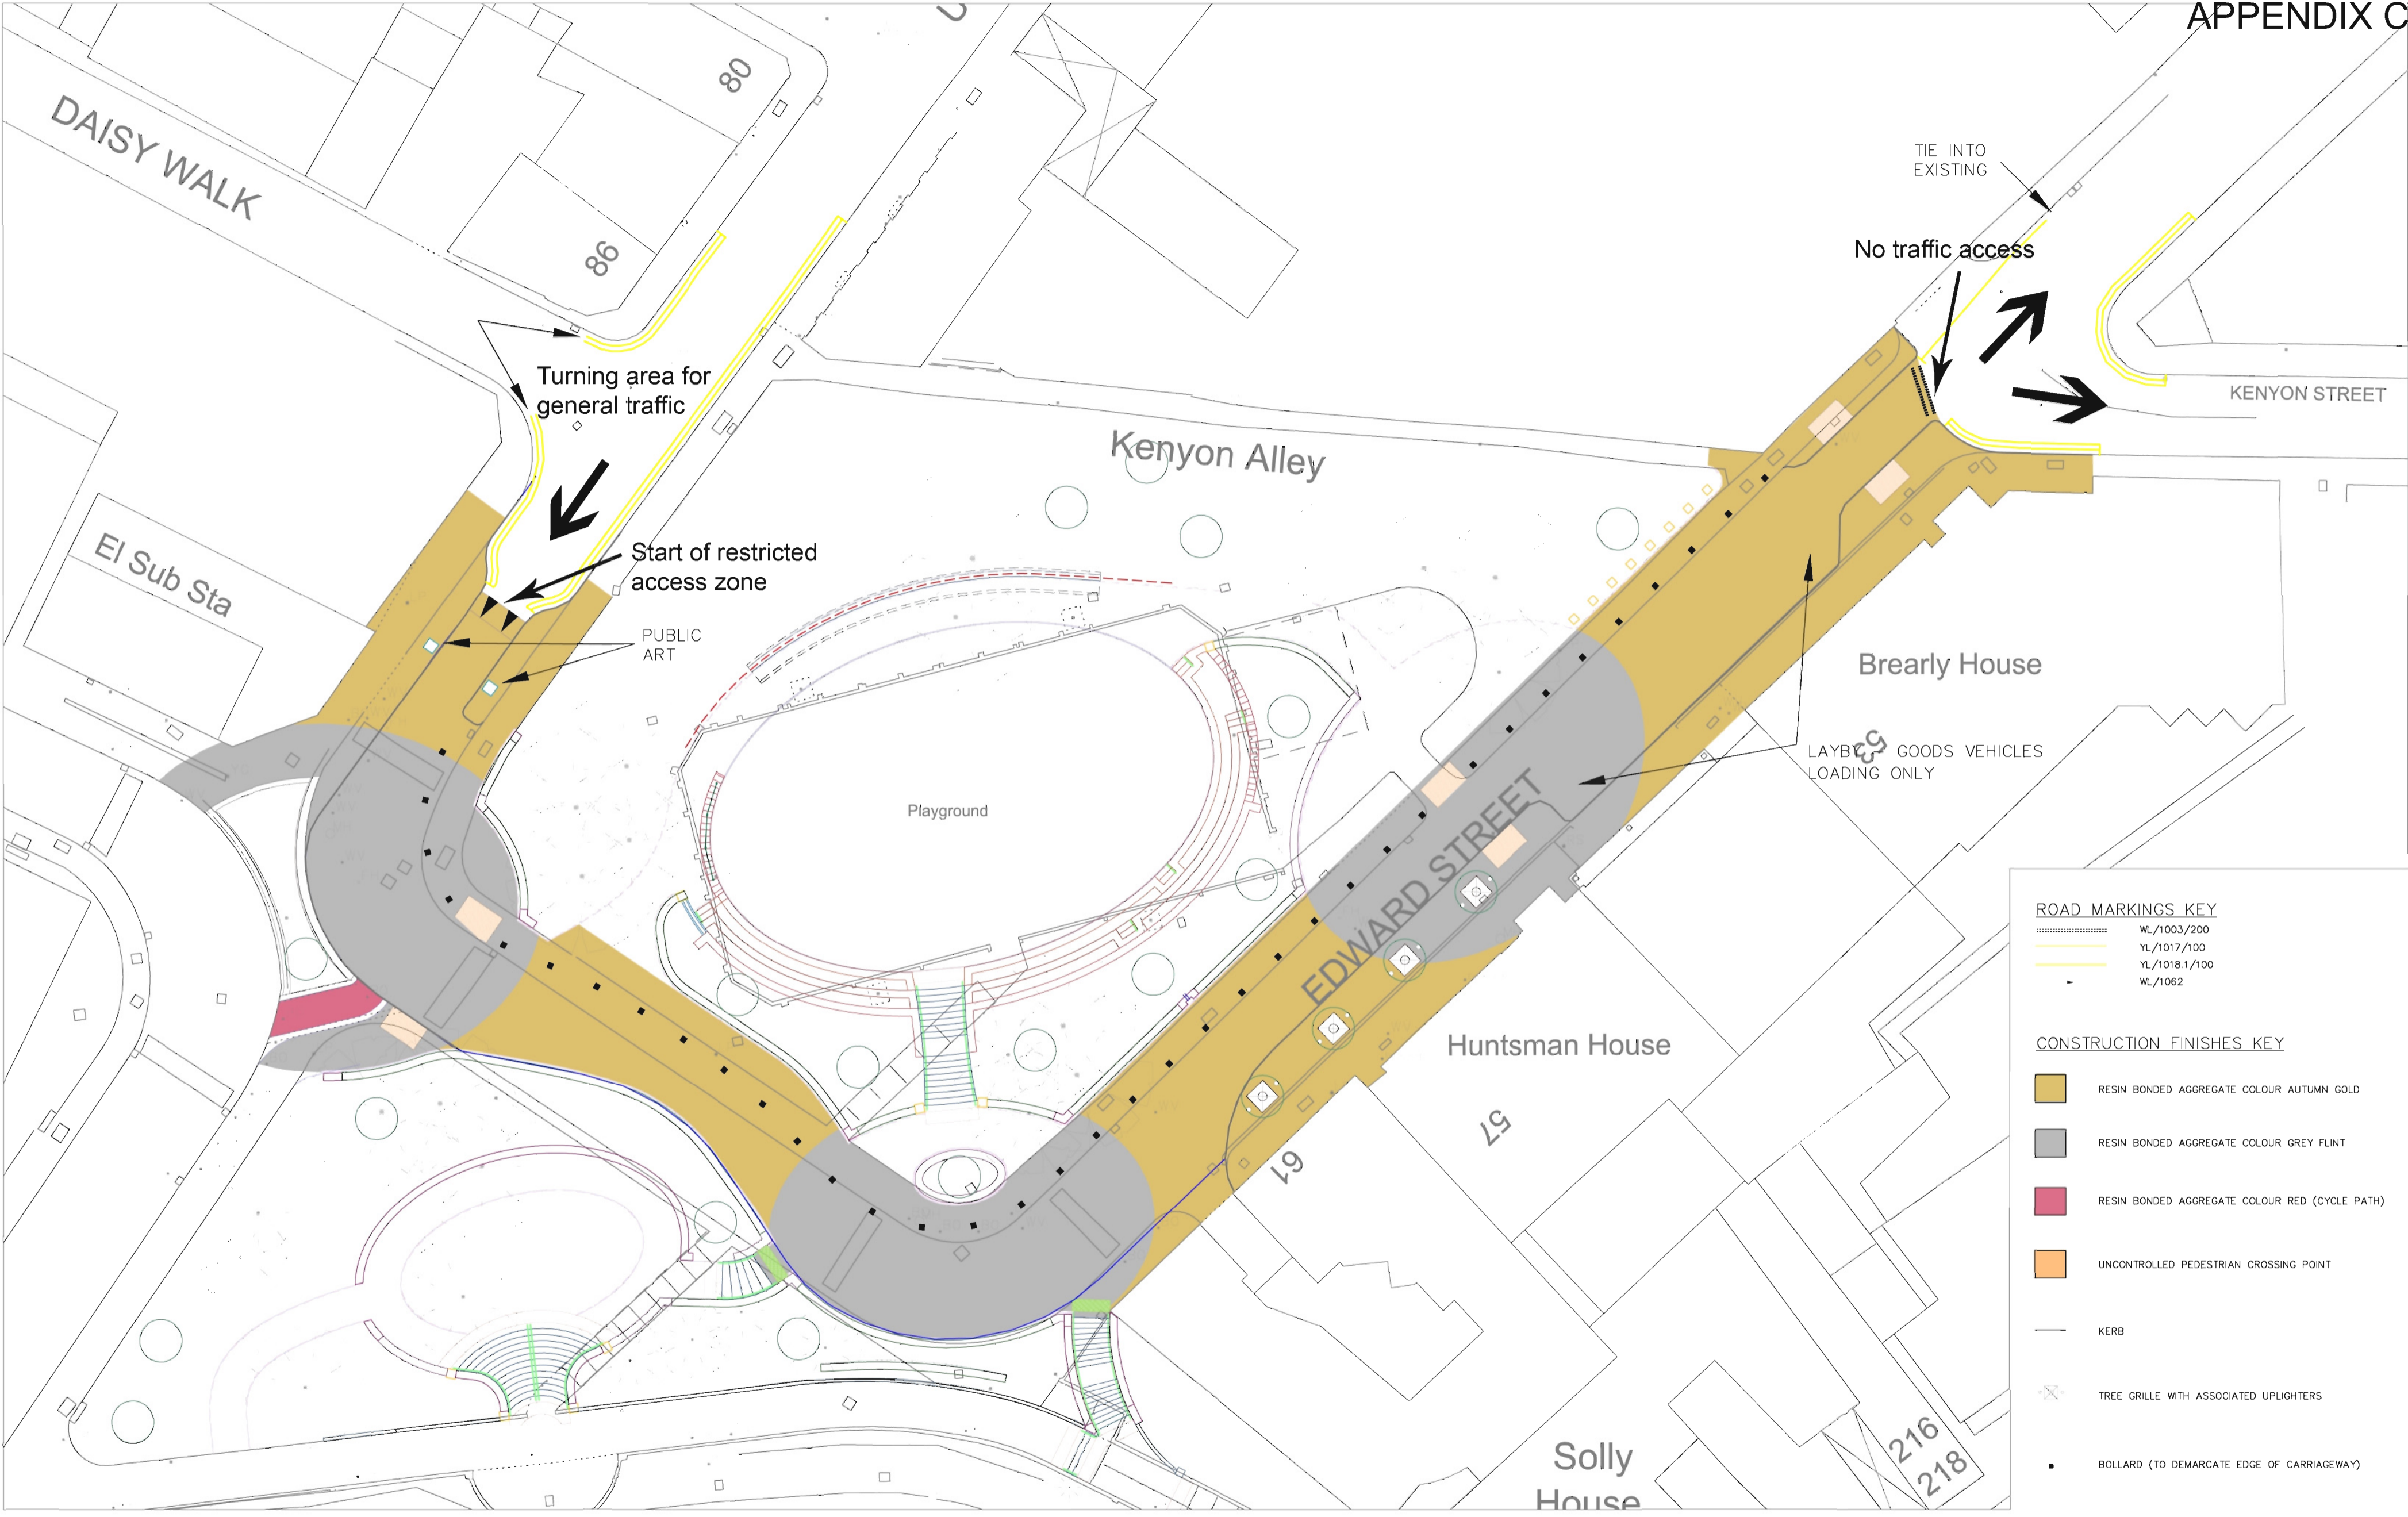 APPENDIX C
DAISY WALK
80
86
TIE INTO
EXISTING
No traffic access
KENYON STREET
Turning area for
general traffic
Kenyon Alley
El Sub Sta
Start of restricted
access zone
PUBLIC
ART
Playground
Brearly House
53
LAYBY - GOODS VEHICLES
LOADING ONLY
EDWARD STREET
Huntsman House
57
61
Solly
House
216
218
ROAD MARKINGS KEY
WL/1003/200
YL/1017/100
YL/1018.1/100
WL/1062
CONSTRUCTION FINISHES KEY
RESIN BONDED AGGREGATE COLOUR AUTUMN GOLD
RESIN BONDED AGGREGATE COLOUR GREY FLINT
RESIN BONDED AGGREGATE COLOUR RED (CYCLE PATH)
UNCONTROLLED PEDESTRIAN CROSSING POINT
KERB
TREE GRILLE WITH ASSOCIATED UPLIGHTERS
BOLLARD (TO DEMARCATE EDGE OF CARRIAGEWAY)